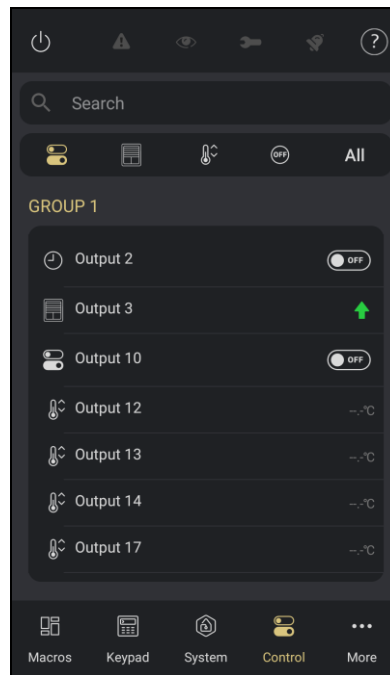 ?
Search
OFF
All
GROUP 1
Output 2 OFF
Output 3
Output 10 OFF
Output 12 --.-°C
Output 13 --.-°C
Output 14 --.-°C
Output 17 --.-°C
Macros Keypad System Control More